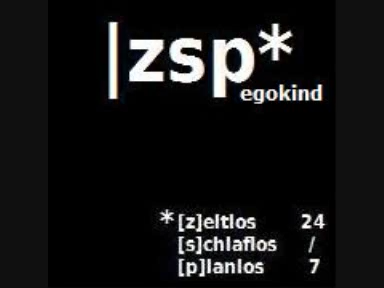 |zsp*
egokind
*[z]eitlos 24
[s]chlaflos /
[p]lanlos 7